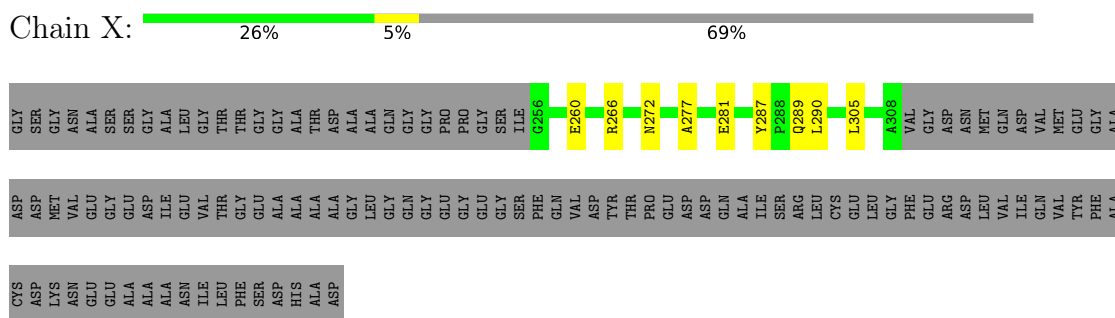 Chain X:
26% 5% 69%
GLY SER GLY ASN ALA SER SER GLY ALA LEU GLY THR THR GLY GLY ALA THR ASP ALA ALA GLN GLY GLY PRO PRO GLY SER ILE G256 E260 R266 N272 A277 E281 Y287 P288 Q289 L290 L305 A308 VAL GLY ASP ASN MET GLN ASP VAL MET GLU GLY ALA
ASP ASP MET VAL GLU GLY GLU ASP ILE GLU VAL THR GLY GLU ALA ALA ALA ALA GLY LEU GLY GLN GLY GLU GLY GLU GLY SER PHE GLN VAL ASP TYR THR PRO GLU ASP ASP GLN ALA ILE SER ARG LEU CYS GLU LEU GLY PHE GLU ARG ASP LEU VAL ILE GLN VAL TYR PHE ALA
CYS ASP LYS ASN GLU GLU ALA ALA ALA ASN ILE LEU PHE SER ASP HIS ALA ASP